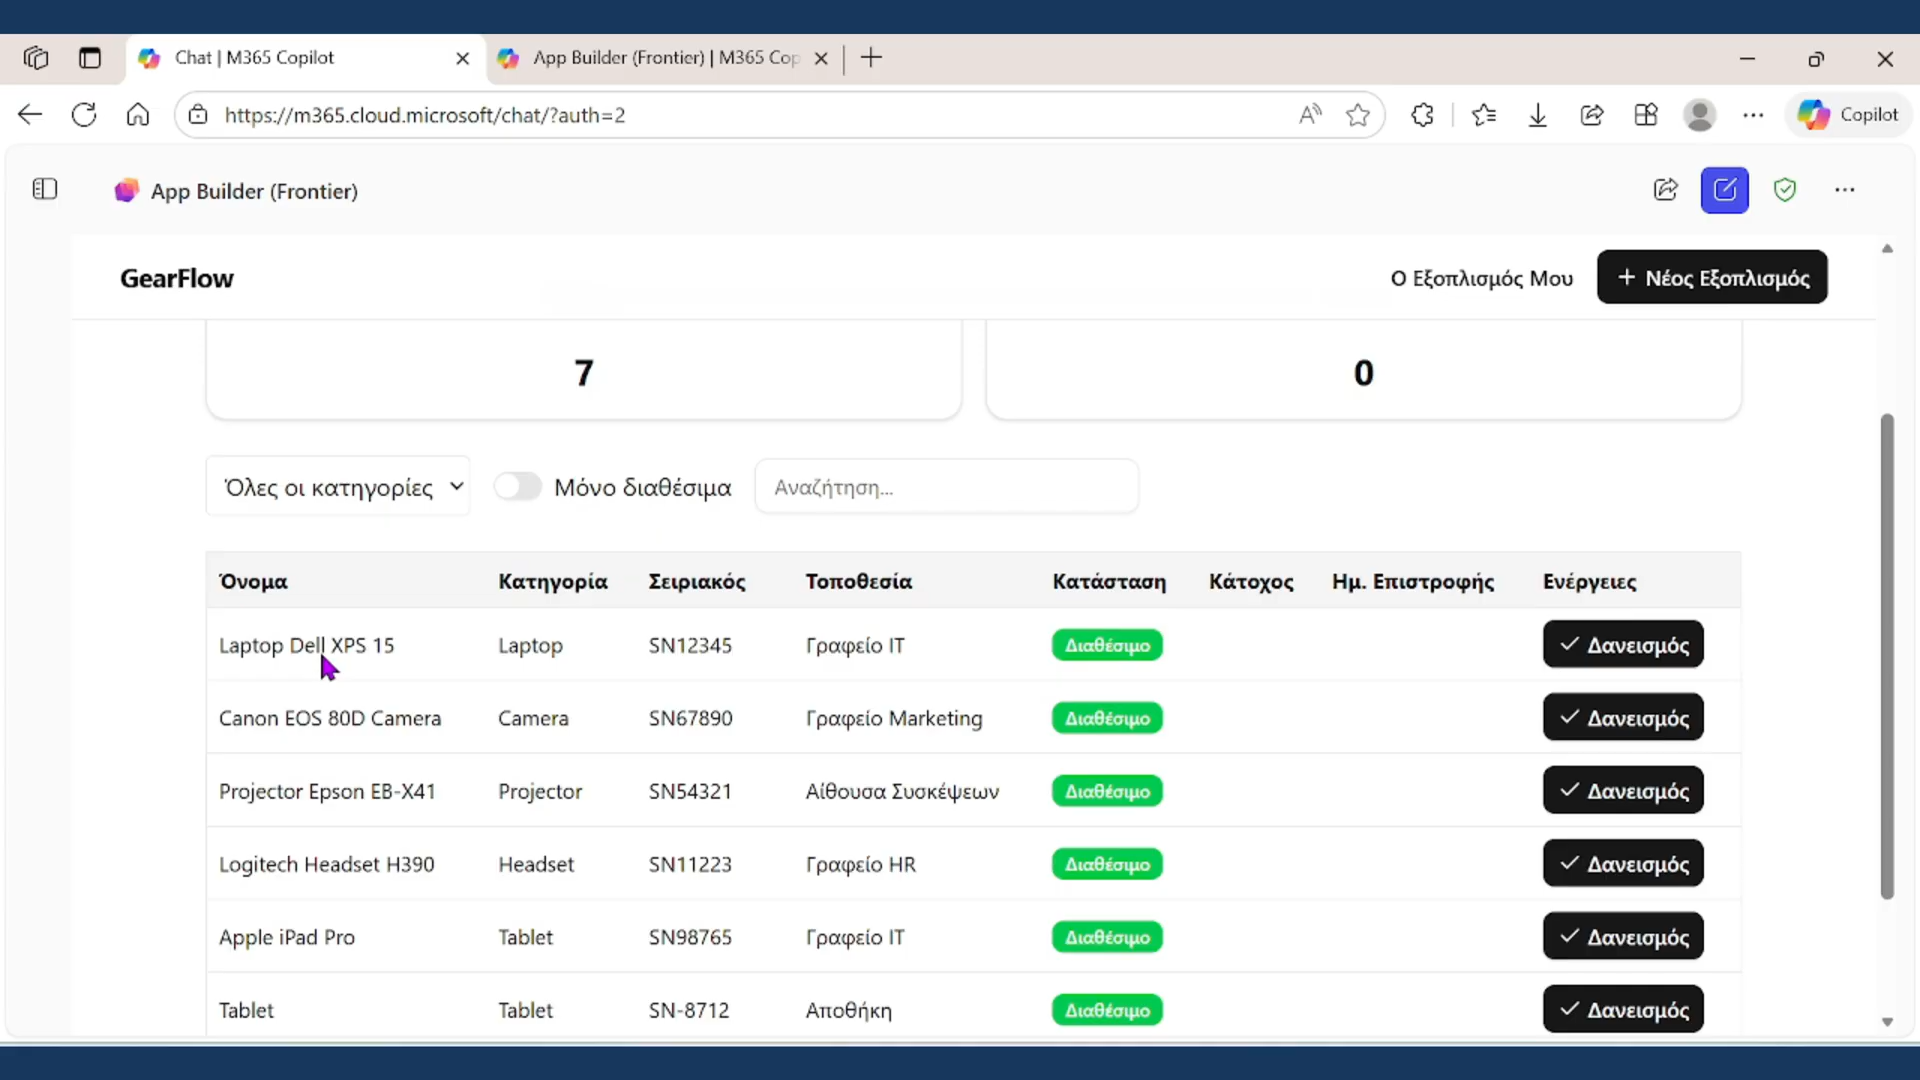 Chat | M365 Copilot
App Builder (Frontier) | M365 Cop
https://m365.cloud.microsoft/chat/?auth=2
Copilot
App Builder (Frontier)
GearFlow
Ο Εξοπλισμός Μου
+ Νέος Εξοπλισμός
7
0
Όλες οι κατηγορίες
Μόνο διαθέσιμα
Αναζήτηση...
Όνομα Κατηγορία Σειριακός Τοποθεσία Κατάσταση Κάτοχος Ημ. Επιστροφής Ενέργειες
Laptop Dell XPS 15 Laptop SN12345 Γραφείο IT Διαθέσιμο Δανεισμός
Canon EOS 80D Camera Camera SN67890 Γραφείο Marketing Διαθέσιμο Δανεισμός
Projector Epson EB-X41 Projector SN54321 Αίθουσα Συσκέψεων Διαθέσιμο Δανεισμός
Logitech Headset H390 Headset SN11223 Γραφείο HR Διαθέσιμο Δανεισμός
Apple iPad Pro Tablet SN98765 Γραφείο IT Διαθέσιμο Δανεισμός
Tablet Tablet SN-8712 Αποθήκη Διαθέσιμο Δανεισμός